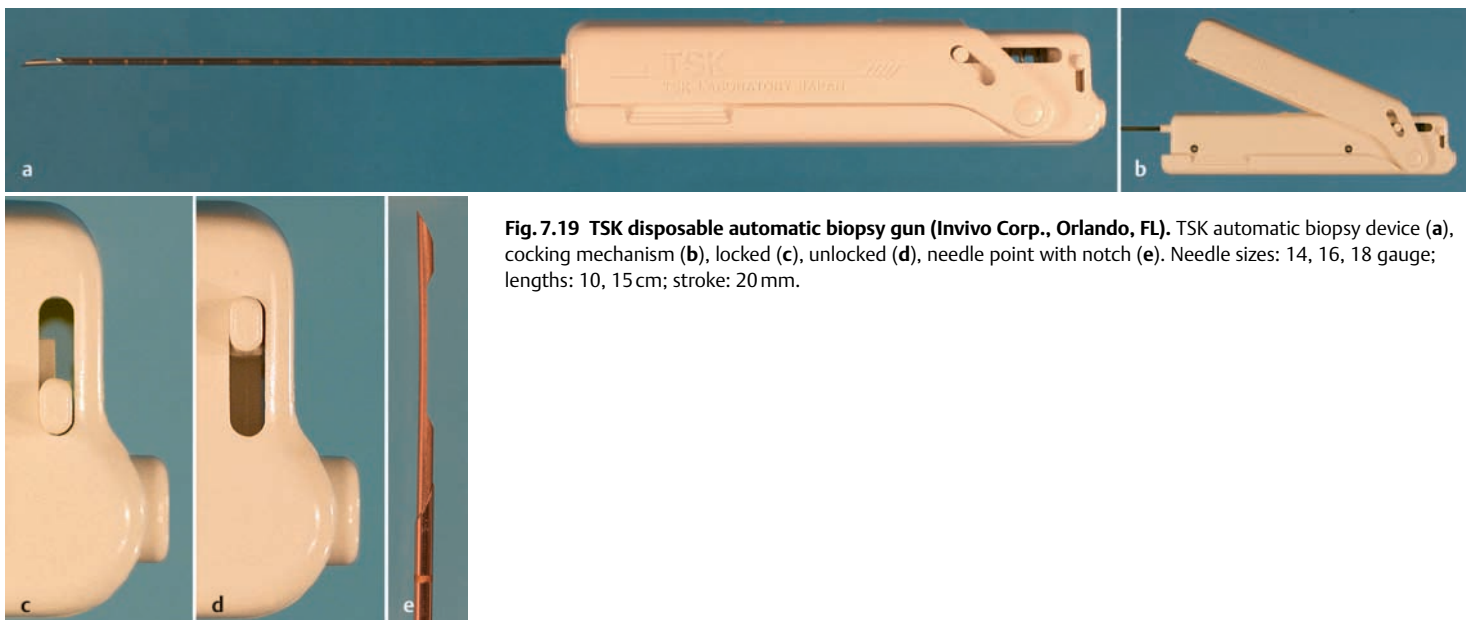 TSK
TSK LABORATORY JAPAN
a
b
Fig. 7.19 TSK disposable automatic biopsy gun (Invivo Corp., Orlando, FL). TSK automatic biopsy device (a),
cocking mechanism (b), locked (c), unlocked (d), needle point with notch (e). Needle sizes: 14, 16, 18 gauge;
lengths: 10, 15 cm; stroke: 20 mm.
c
d
e